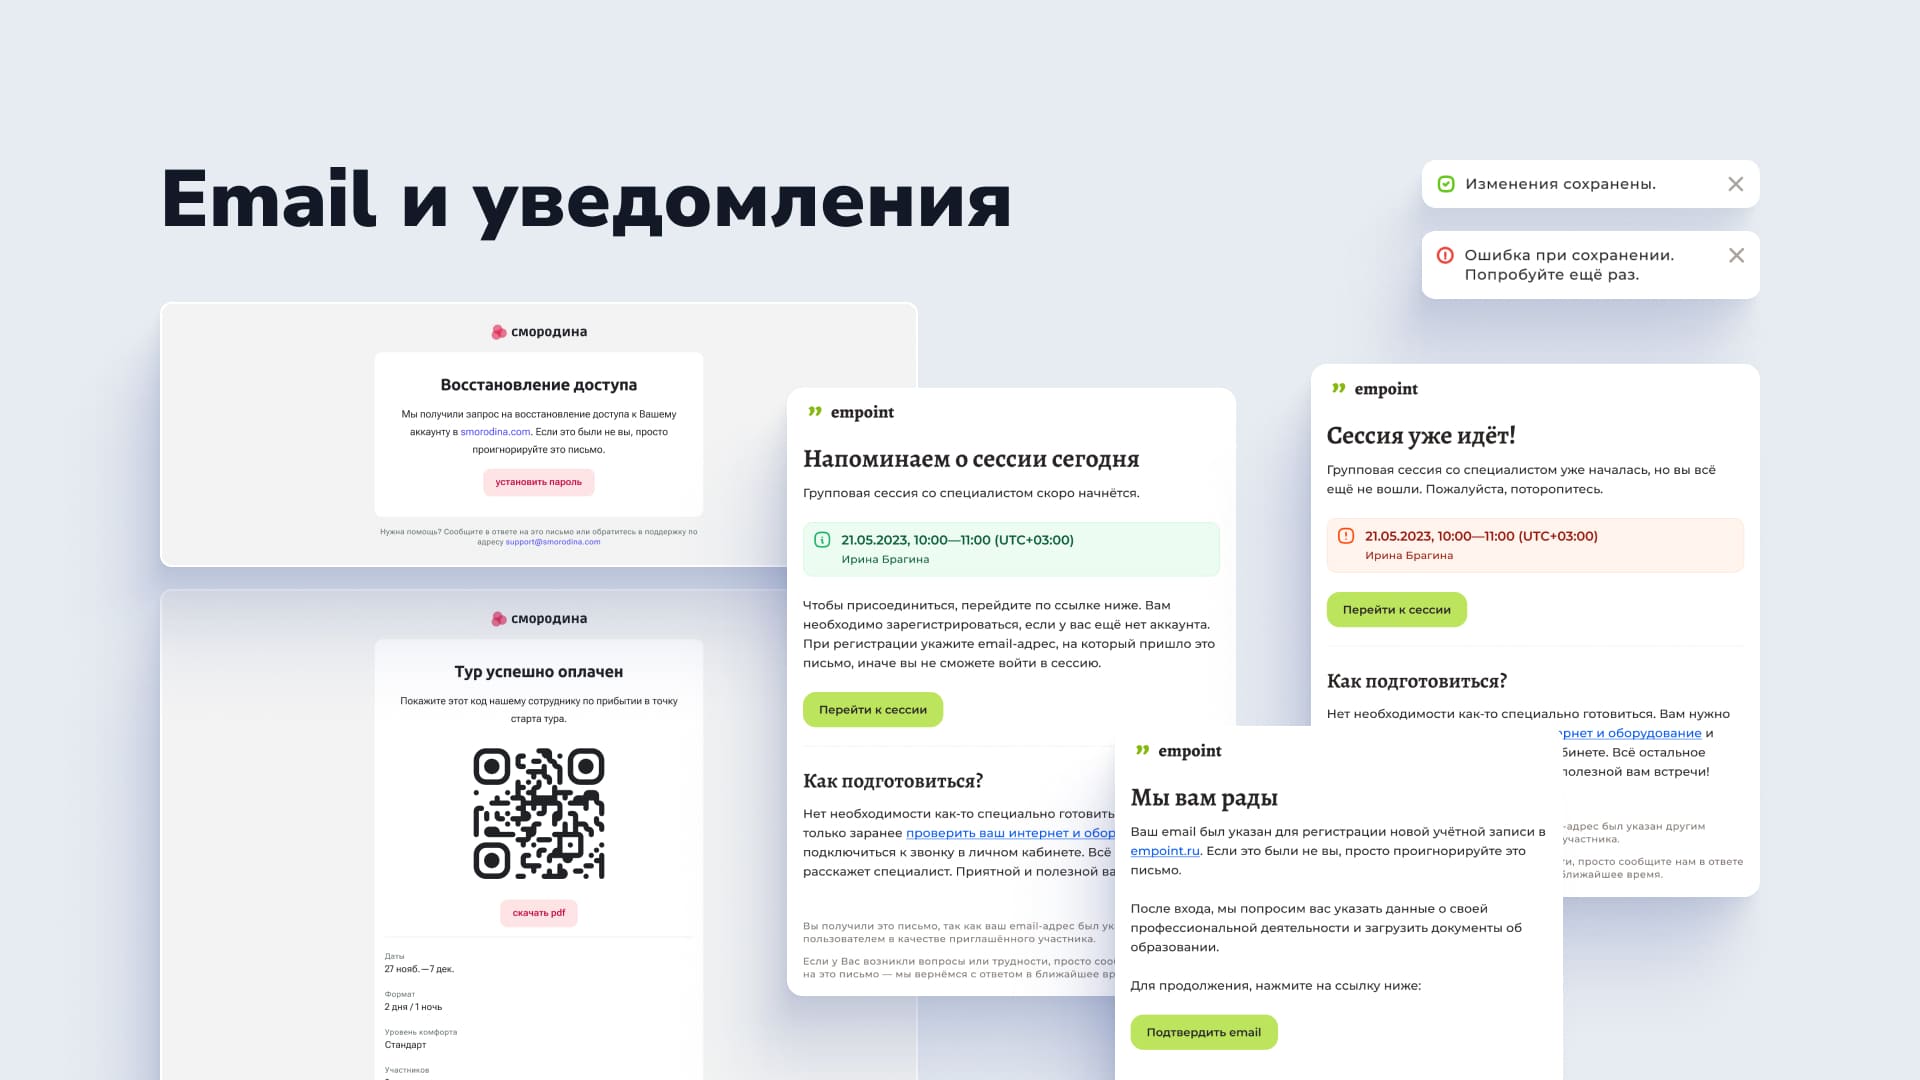 Email и уведомления
Изменения сохранены.
Ошибка при сохранении.
Попробуйте ещё раз.
смородина
Восстановление доступа
Мы получили запрос на восстановление доступа к Вашему
аккаунту в smorodina.com. Если это были не вы, просто
проигнорируйте это письмо.
установить пароль
Нужна помощь? Сообщите в ответе на это письмо или обратитесь в поддержку по
адресу support@smorodina.com
смородина
Тур успешно оплачен
Покажите этот код нашему сотруднику по прибытии в точку
старта тура.
скачать pdf
Даты
27 нояб.—7 дек.
Формат
2 дня / 1 ночь
Уровень комфорта
Стандарт
Участников
empoint
Напоминаем о сессии сегодня
Групповая сессия со специалистом скоро начнётся.
21.05.2023, 10:00—11:00 (UTC+03:00)
Ирина Брагина
Чтобы присоединиться, перейдите по ссылке ниже. Вам
необходимо зарегистрироваться, если у вас ещё нет аккаунта.
При регистрации укажите email-адрес, на который пришло это
письмо, иначе вы не сможете войти в сессию.
Перейти к сессии
Как подготовиться?
Нет необходимости как-то специально готовить
только заранее проверить ваш интернет и обор
подключиться к звонку в личном кабинете. Всё
расскажет специалист. Приятной и полезной ва
Вы получили это письмо, так как ваш email-адрес был ук
пользователем в качестве приглашённого участника.
Если у Вас возникли вопросы или трудности, просто соо
на это письмо — мы вернёмся с ответом в ближайшее вр
empoint
Мы вам рады
Ваш email был указан для регистрации новой учётной записи в
empoint.ru. Если это были не вы, просто проигнорируйте это
письмо.
После входа, мы попросим вас указать данные о своей
профессиональной деятельности и загрузить документы об
образовании.
Для продолжения, нажмите на ссылку ниже:
Подтвердить email
empoint
Сессия уже идёт!
Групповая сессия со специалистом уже началась, но вы всё
ещё не вошли. Пожалуйста, поторопитесь.
21.05.2023, 10:00—11:00 (UTC+03:00)
Ирина Брагина
Перейти к сессии
Как подготовиться?
Нет необходимости как-то специально готовиться. Вам нужно
рнет и оборудование и
бинете. Всё остальное
полезной вам встречи!
-адрес был указан другим
участника.
ти, просто сообщите нам в ответе
ближайшее время.